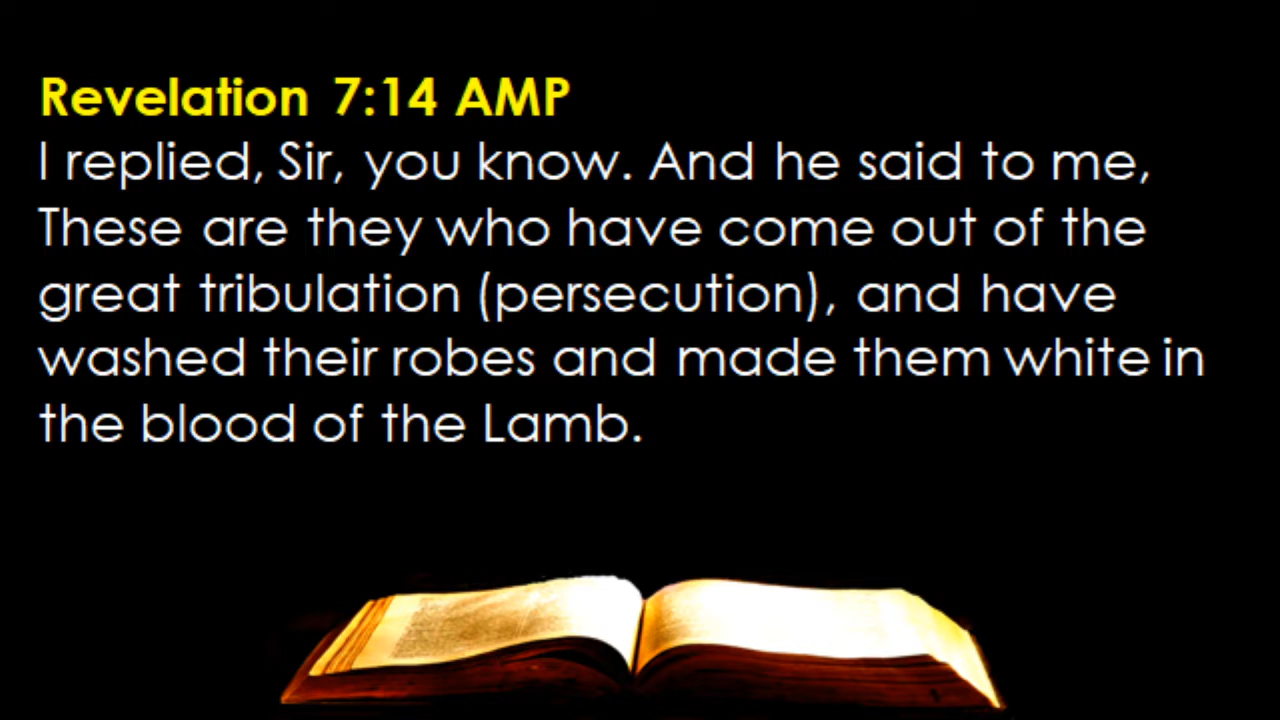 Revelation 7:14 AMP
I replied, Sir, you know. And he said to me,
These are they who have come out of the
great tribulation (persecution), and have
washed their robes and made them white in
the blood of the Lamb.